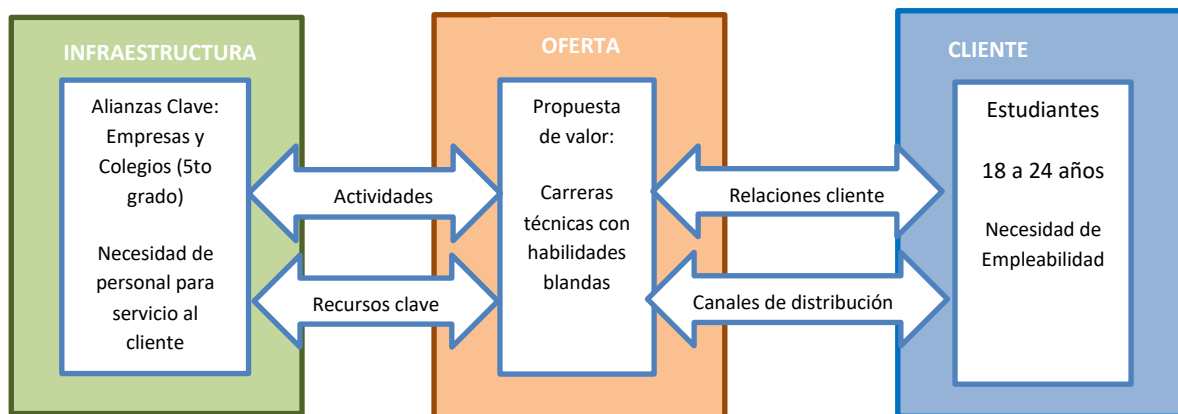 INFRAESTRUCTURA
Alianzas Clave:
Empresas y
Colegios (5to
grado)
Necesidad de
personal para
servicio al
cliente
Actividades
Recursos clave
OFERTA
Propuesta
de valor:
Carreras
técnicas con
habilidades
blandas
Relaciones cliente
Canales de distribución
CLIENTE
Estudiantes
18 a 24 años
Necesidad de
Empleabilidad